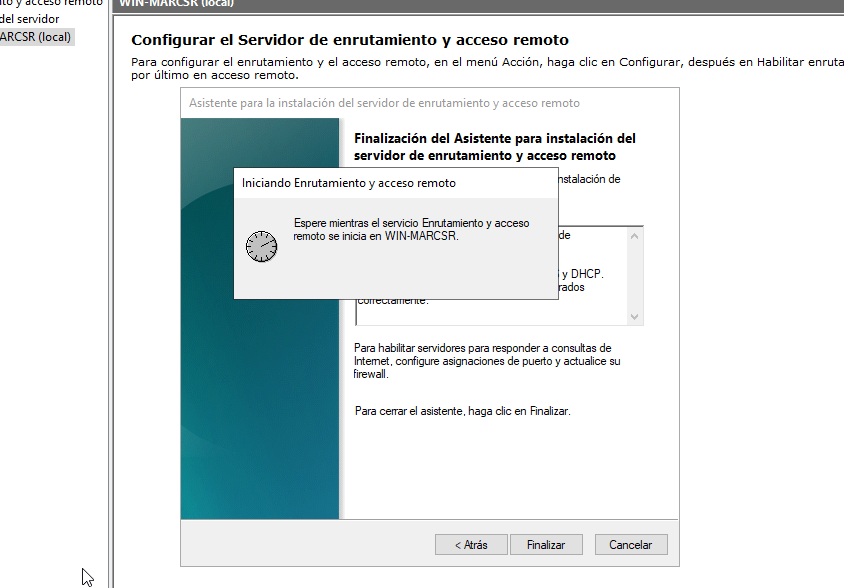 to y acceso remoto
del servidor
ARCSR (local)
WIN-MARCSR (local)
Configurar el Servidor de enrutamiento y acceso remoto
Para configurar el enrutamiento y el acceso remoto, en el menú Acción, haga clic en Configurar, después en Habilitar enruta
por último en acceso remoto.
Asistente para la instalación del servidor de enrutamiento y acceso remoto
Finalización del Asistente para instalación del
servidor de enrutamiento y acceso remoto
nstalación de
Iniciando Enrutamiento y acceso remoto
Espere mientras el servicio Enrutamiento y acceso
remoto se inicia en WIN-MARCSR.
de
y DHCP.
rados
correctamente.
Para habilitar servidores para responder a consultas de
Internet, configure asignaciones de puerto y actualice su
firewall.
Para cerrar el asistente, haga clic en Finalizar.
< Atrás
Finalizar
Cancelar